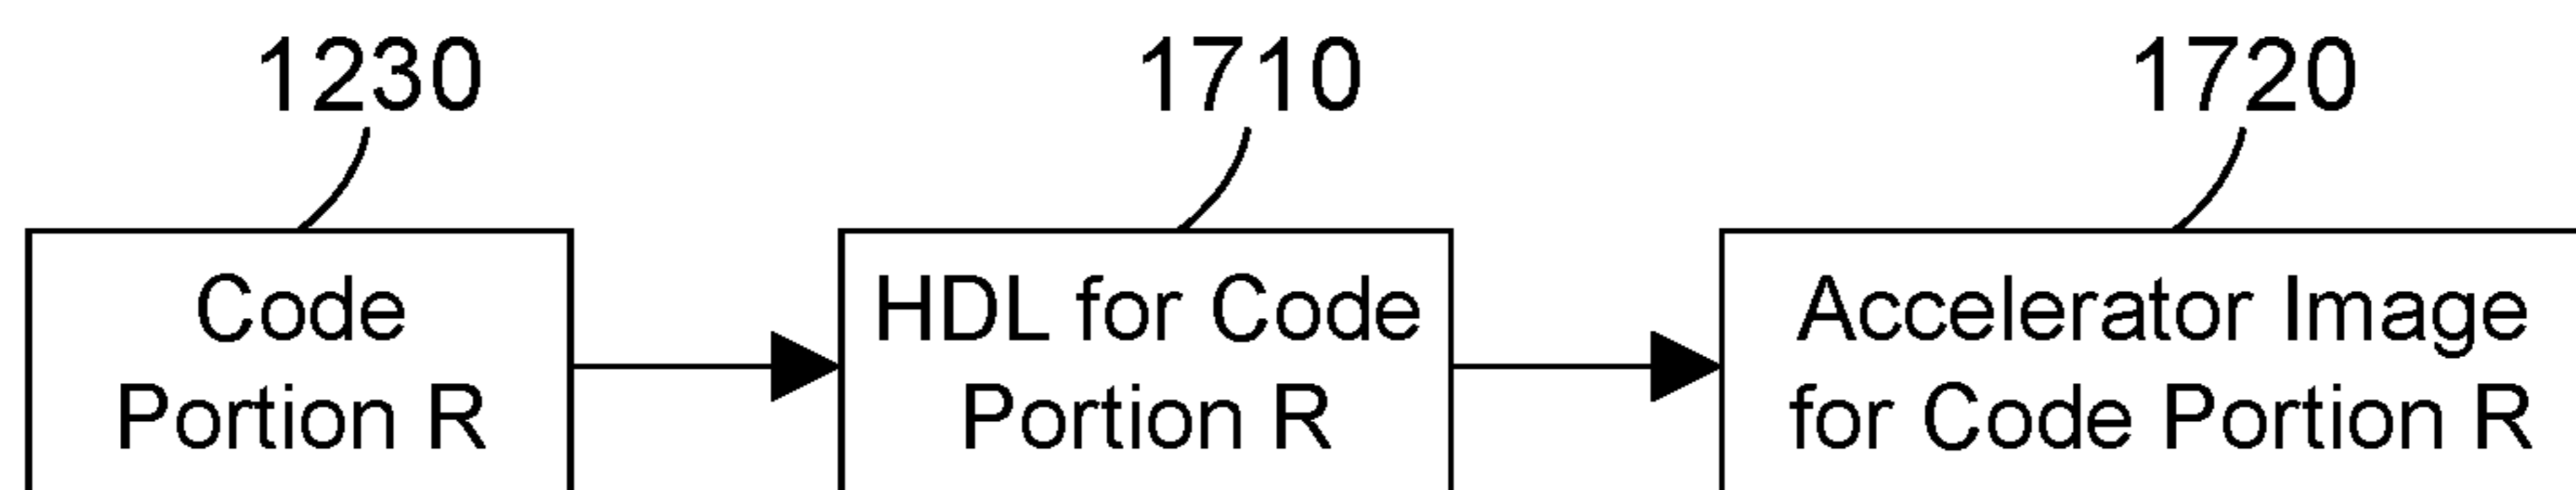 1230
1710
1720
Code
Portion R
HDL for Code
Portion R
Accelerator Image
for Code Portion R